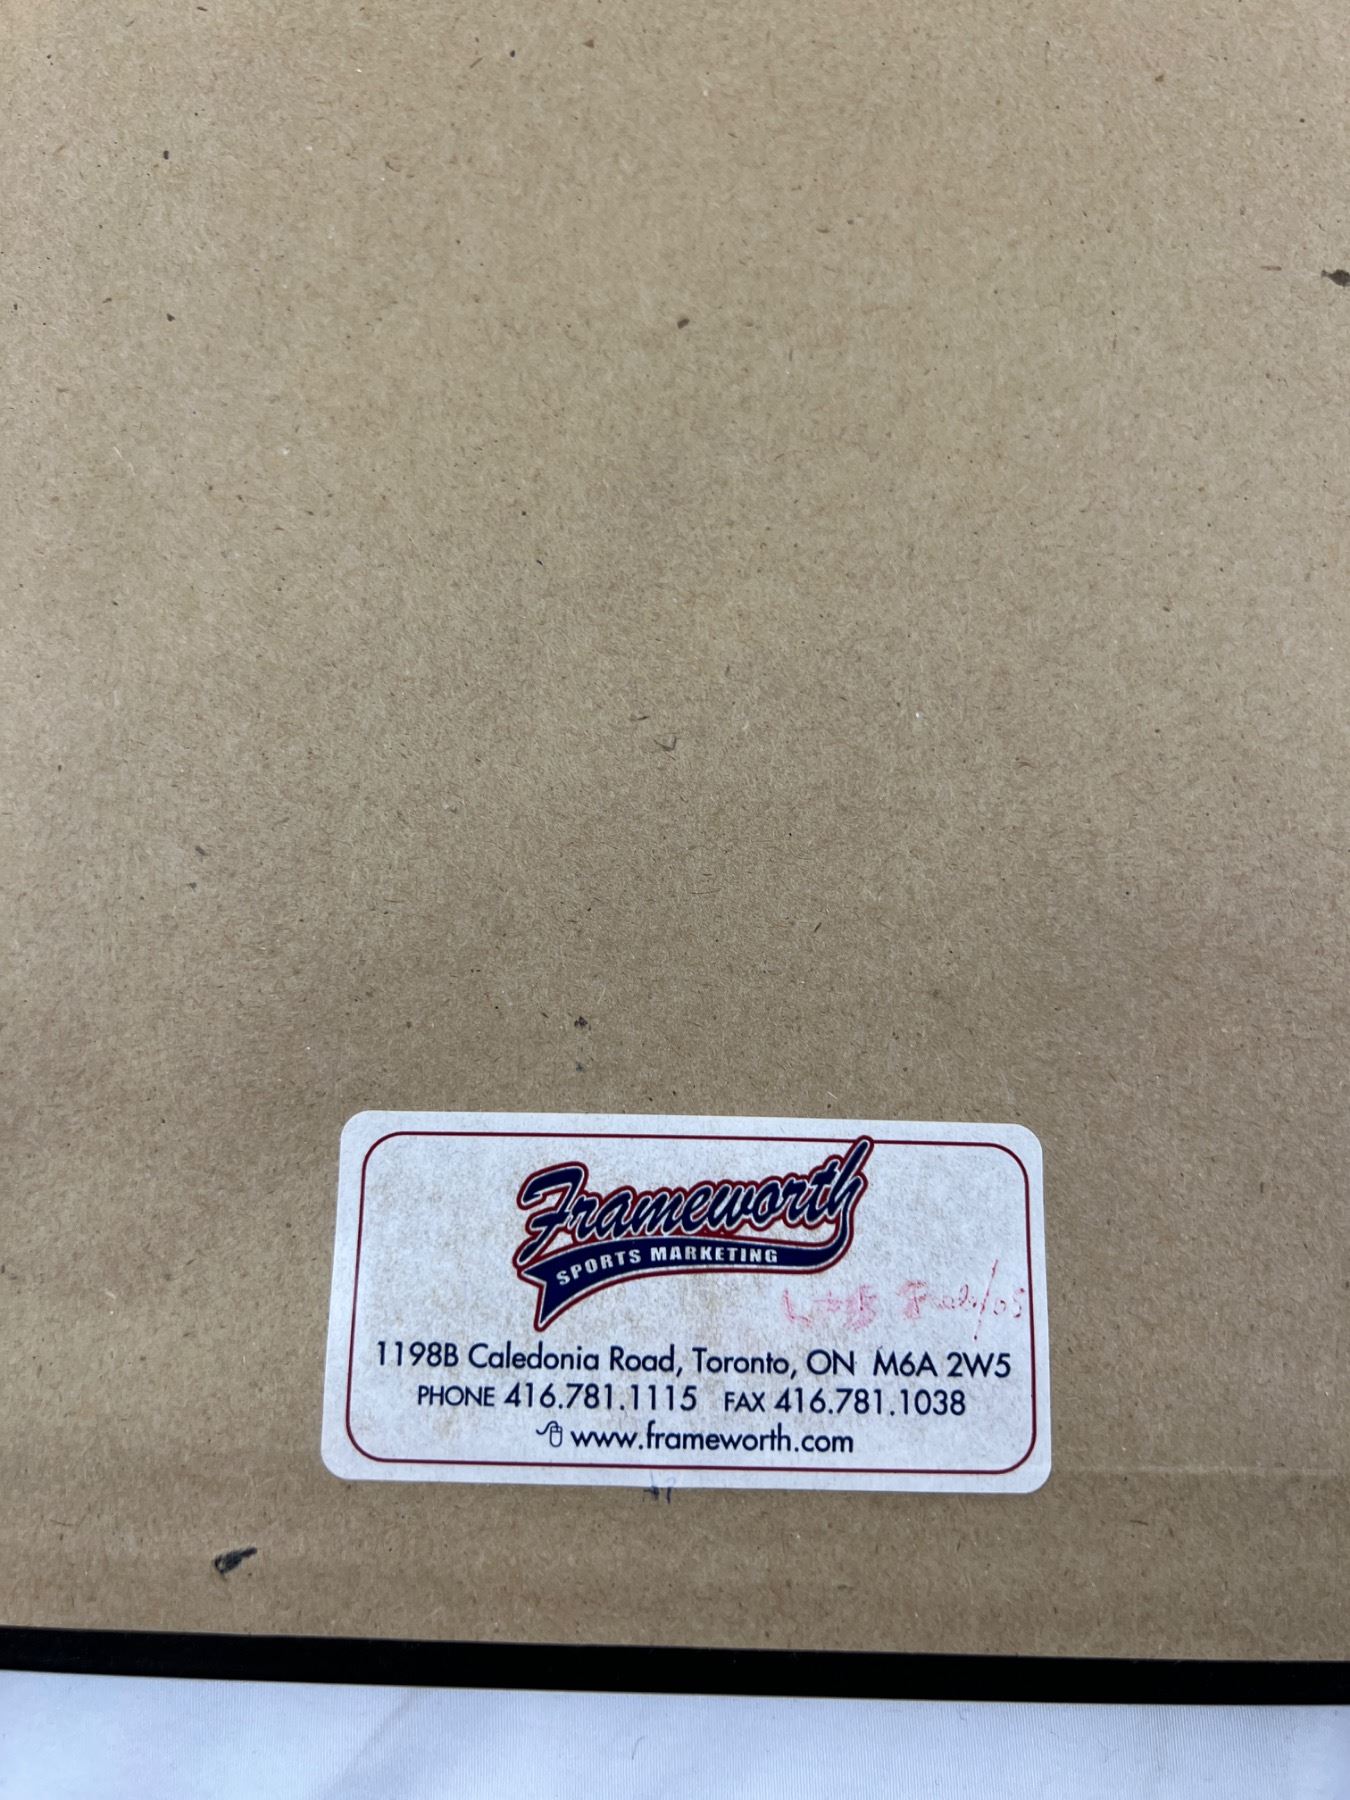 Frameworth
SPORTS MARKETING
1198B Caledonia Road, Toronto, ON M6A 2W5
PHONE 416.781.1115 FAX 416.781.1038
www.frameworth.com